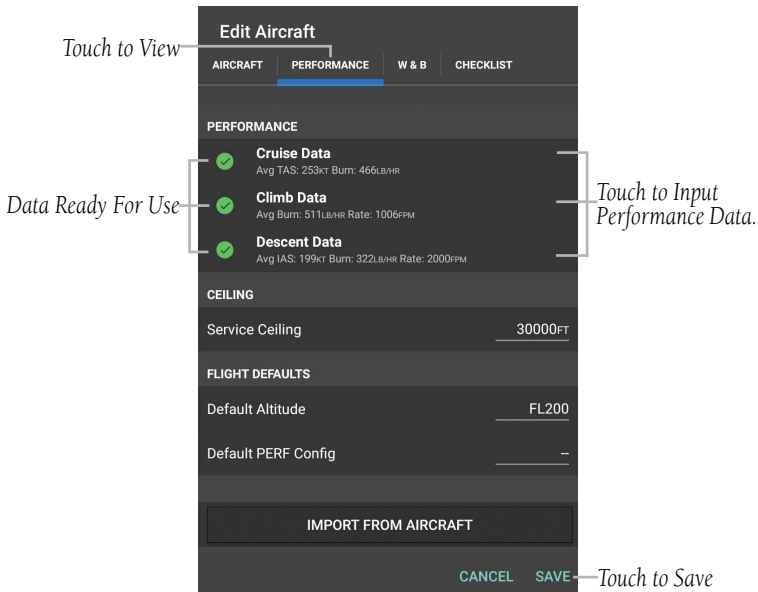 Edit Aircraft
Touch to View
AIRCRAFT PERFORMANCE W & B CHECKLIST
PERFORMANCE
Cruise Data
Avg TAS: 253KT Burn: 466LB/HR
Climb Data
Avg Burn: 511LB/HR Rate: 1006FPM
Descent Data
Avg IAS: 199KT Burn: 322LB/HR Rate: 2000FPM
Data Ready For Use
Touch to Input
Performance Data.
CEILING
Service Ceiling 30000FT
FLIGHT DEFAULTS
Default Altitude FL200
Default PERF Config --
IMPORT FROM AIRCRAFT
CANCEL SAVE
Touch to Save